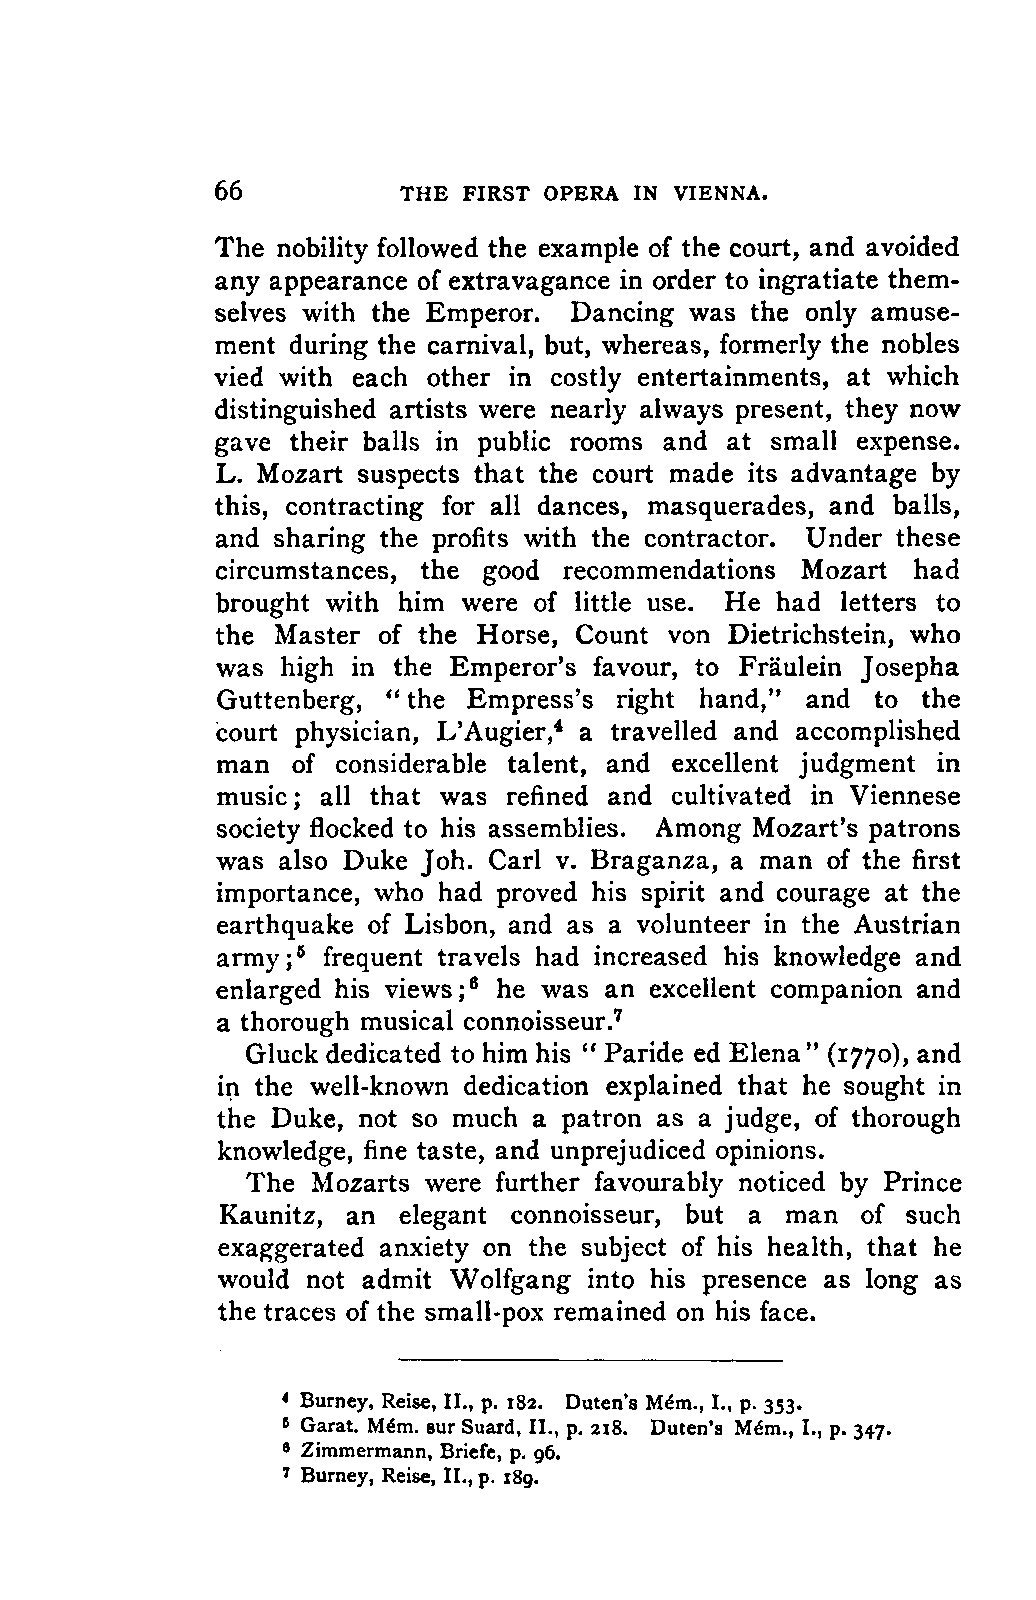 66 THE FIRST OPERA IN VIENNA.
The nobility followed the example of the court, and avoided
any appearance of extravagance in order to ingratiate them-
selves with the Emperor. Dancing was the only amuse-
ment during the carnival, but, whereas, formerly the nobles
vied with each other in costly entertainments, at which
distinguished artists were nearly always present, they now
gave their balls in public rooms and at small expense.
L. Mozart suspects that the court made its advantage by
this, contracting for all dances, masquerades, and balls,
and sharing the profits with the contractor. Under these
circumstances, the good recommendations Mozart had
brought with him were of little use. He had letters to
the Master of the Horse, Count von Dietrichstein, who
was high in the Emperor's favour, to Fräulein Josepha
Guttenberg, “the Empress's right hand,” and to the
court physician, L'Augier,⁴ a travelled and accomplished
man of considerable talent, and excellent judgment in
music; all that was refined and cultivated in Viennese
society flocked to his assemblies. Among Mozart's patrons
was also Duke Joh. Carl v. Braganza, a man of the first
importance, who had proved his spirit and courage at the
earthquake of Lisbon, and as a volunteer in the Austrian
army;⁵ frequent travels had increased his knowledge and
enlarged his views;⁶ he was an excellent companion and
a thorough musical connoisseur.⁷
Gluck dedicated to him his “Paride ed Elena” (1770), and
in the well-known dedication explained that he sought in
the Duke, not so much a patron as a judge, of thorough
knowledge, fine taste, and unprejudiced opinions.
The Mozarts were further favourably noticed by Prince
Kaunitz, an elegant connoisseur, but a man of such
exaggerated anxiety on the subject of his health, that he
would not admit Wolfgang into his presence as long as
the traces of the small-pox remained on his face.
⁴ Burney, Reise, II., p. 182. Duten's Mém., I., p. 353.
⁵ Garat. Mém. sur Suard, II., p. 218. Duten's Mém., I., p. 347.
⁶ Zimmermann, Briefe, p. 96.
⁷ Burney, Reise, II., p. 189.